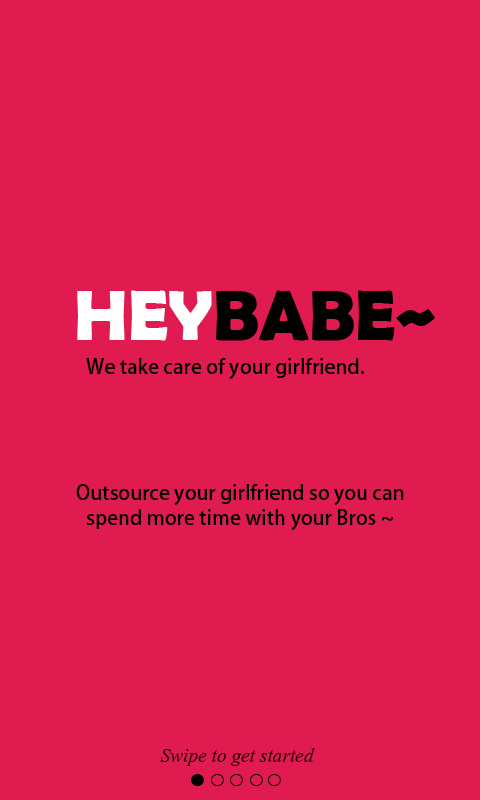 HEYBABE~
We take care of your girlfriend.
Outsource your girlfriend so you can
spend more time with your Bros ~
Swipe to get started